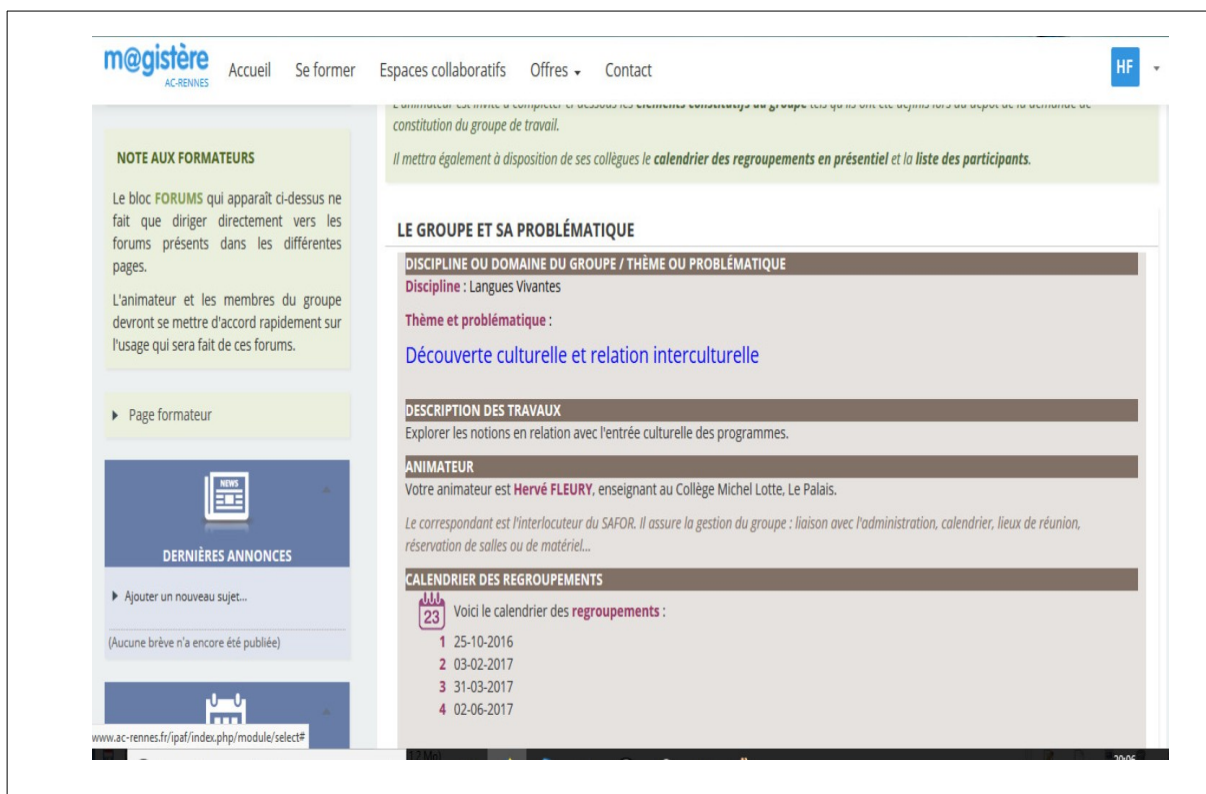 m@gistère
AC-RENNES
Accueil Se former Espaces collaboratifs Offres Contact
HF
constitution du groupe de travail.
Il mettra également à disposition de ses collègues le calendrier des regroupements en présentiel et la liste des participants.
NOTE AUX FORMATEURS
Le bloc FORUMS qui apparaît ci-dessus ne
fait que diriger directement vers les
forums présents dans les différentes
pages.
L'animateur et les membres du groupe
devront se mettre d'accord rapidement sur
l'usage qui sera fait de ces forums.
Page formateur
NEWS
DERNIÈRES ANNONCES
Ajouter un nouveau sujet...
(Aucune brève n'a encore été publiée)
www.ac-rennes.fr/ipaf/index.php/module/select#
LE GROUPE ET SA PROBLÉMATIQUE
DISCIPLINE OU DOMAINE DU GROUPE / THÈME OU PROBLÉMATIQUE
Discipline : Langues Vivantes
Thème et problématique :
Découverte culturelle et relation interculturelle
DESCRIPTION DES TRAVAUX
Explorer les notions en relation avec l'entrée culturelle des programmes.
ANIMATEUR
Votre animateur est Hervé FLEURY, enseignant au Collège Michel Lotte, Le Palais.
Le correspondant est l'interlocuteur du SAFOR. Il assure la gestion du groupe : liaison avec l'administration, calendrier, lieux de réunion,
réservation de salles ou de matériel...
CALENDRIER DES REGROUPEMENTS
23 Voici le calendrier des regroupements :
1 25-10-2016
2 03-02-2017
3 31-03-2017
4 02-06-2017